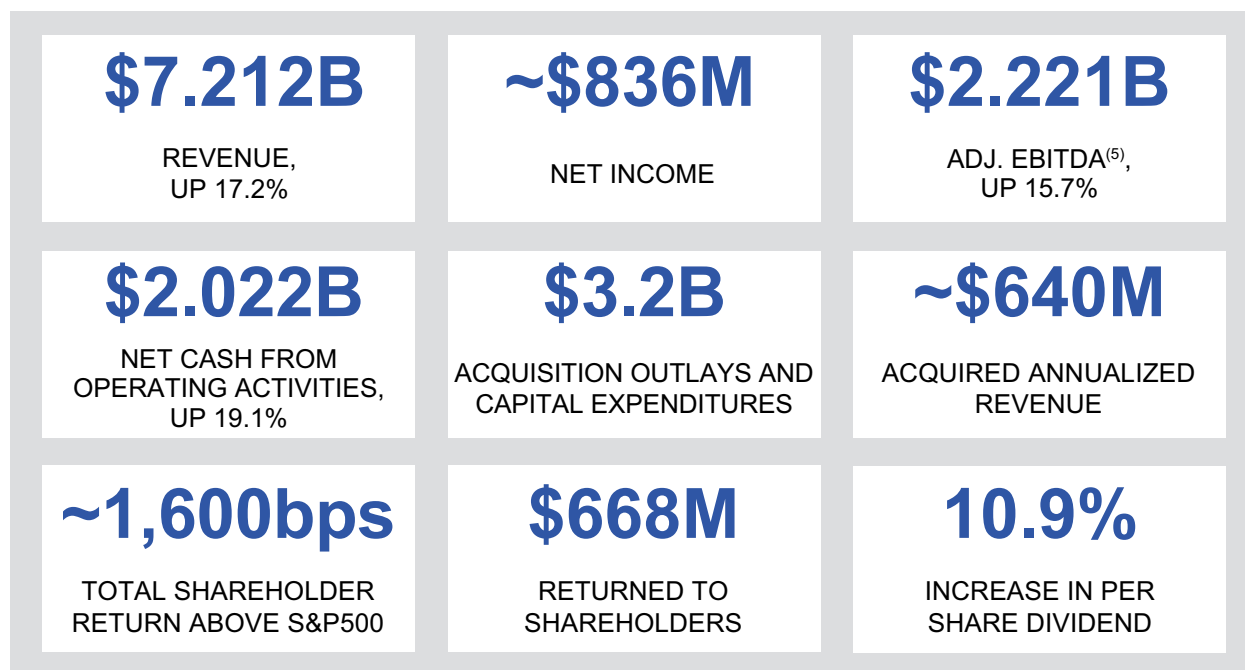 $7.212B
REVENUE,
UP 17.2%
~$836M
NET INCOME
$2.221B
ADJ. EBITDA(5),
UP 15.7%
$2.022B
NET CASH FROM
OPERATING ACTIVITIES,
UP 19.1%
$3.2B
ACQUISITION OUTLAYS AND
CAPITAL EXPENDITURES
~$640M
ACQUIRED ANNUALIZED
REVENUE
~1,600bps
TOTAL SHAREHOLDER
RETURN ABOVE S&P500
$668M
RETURNED TO
SHAREHOLDERS
10.9%
INCREASE IN PER
SHARE DIVIDEND